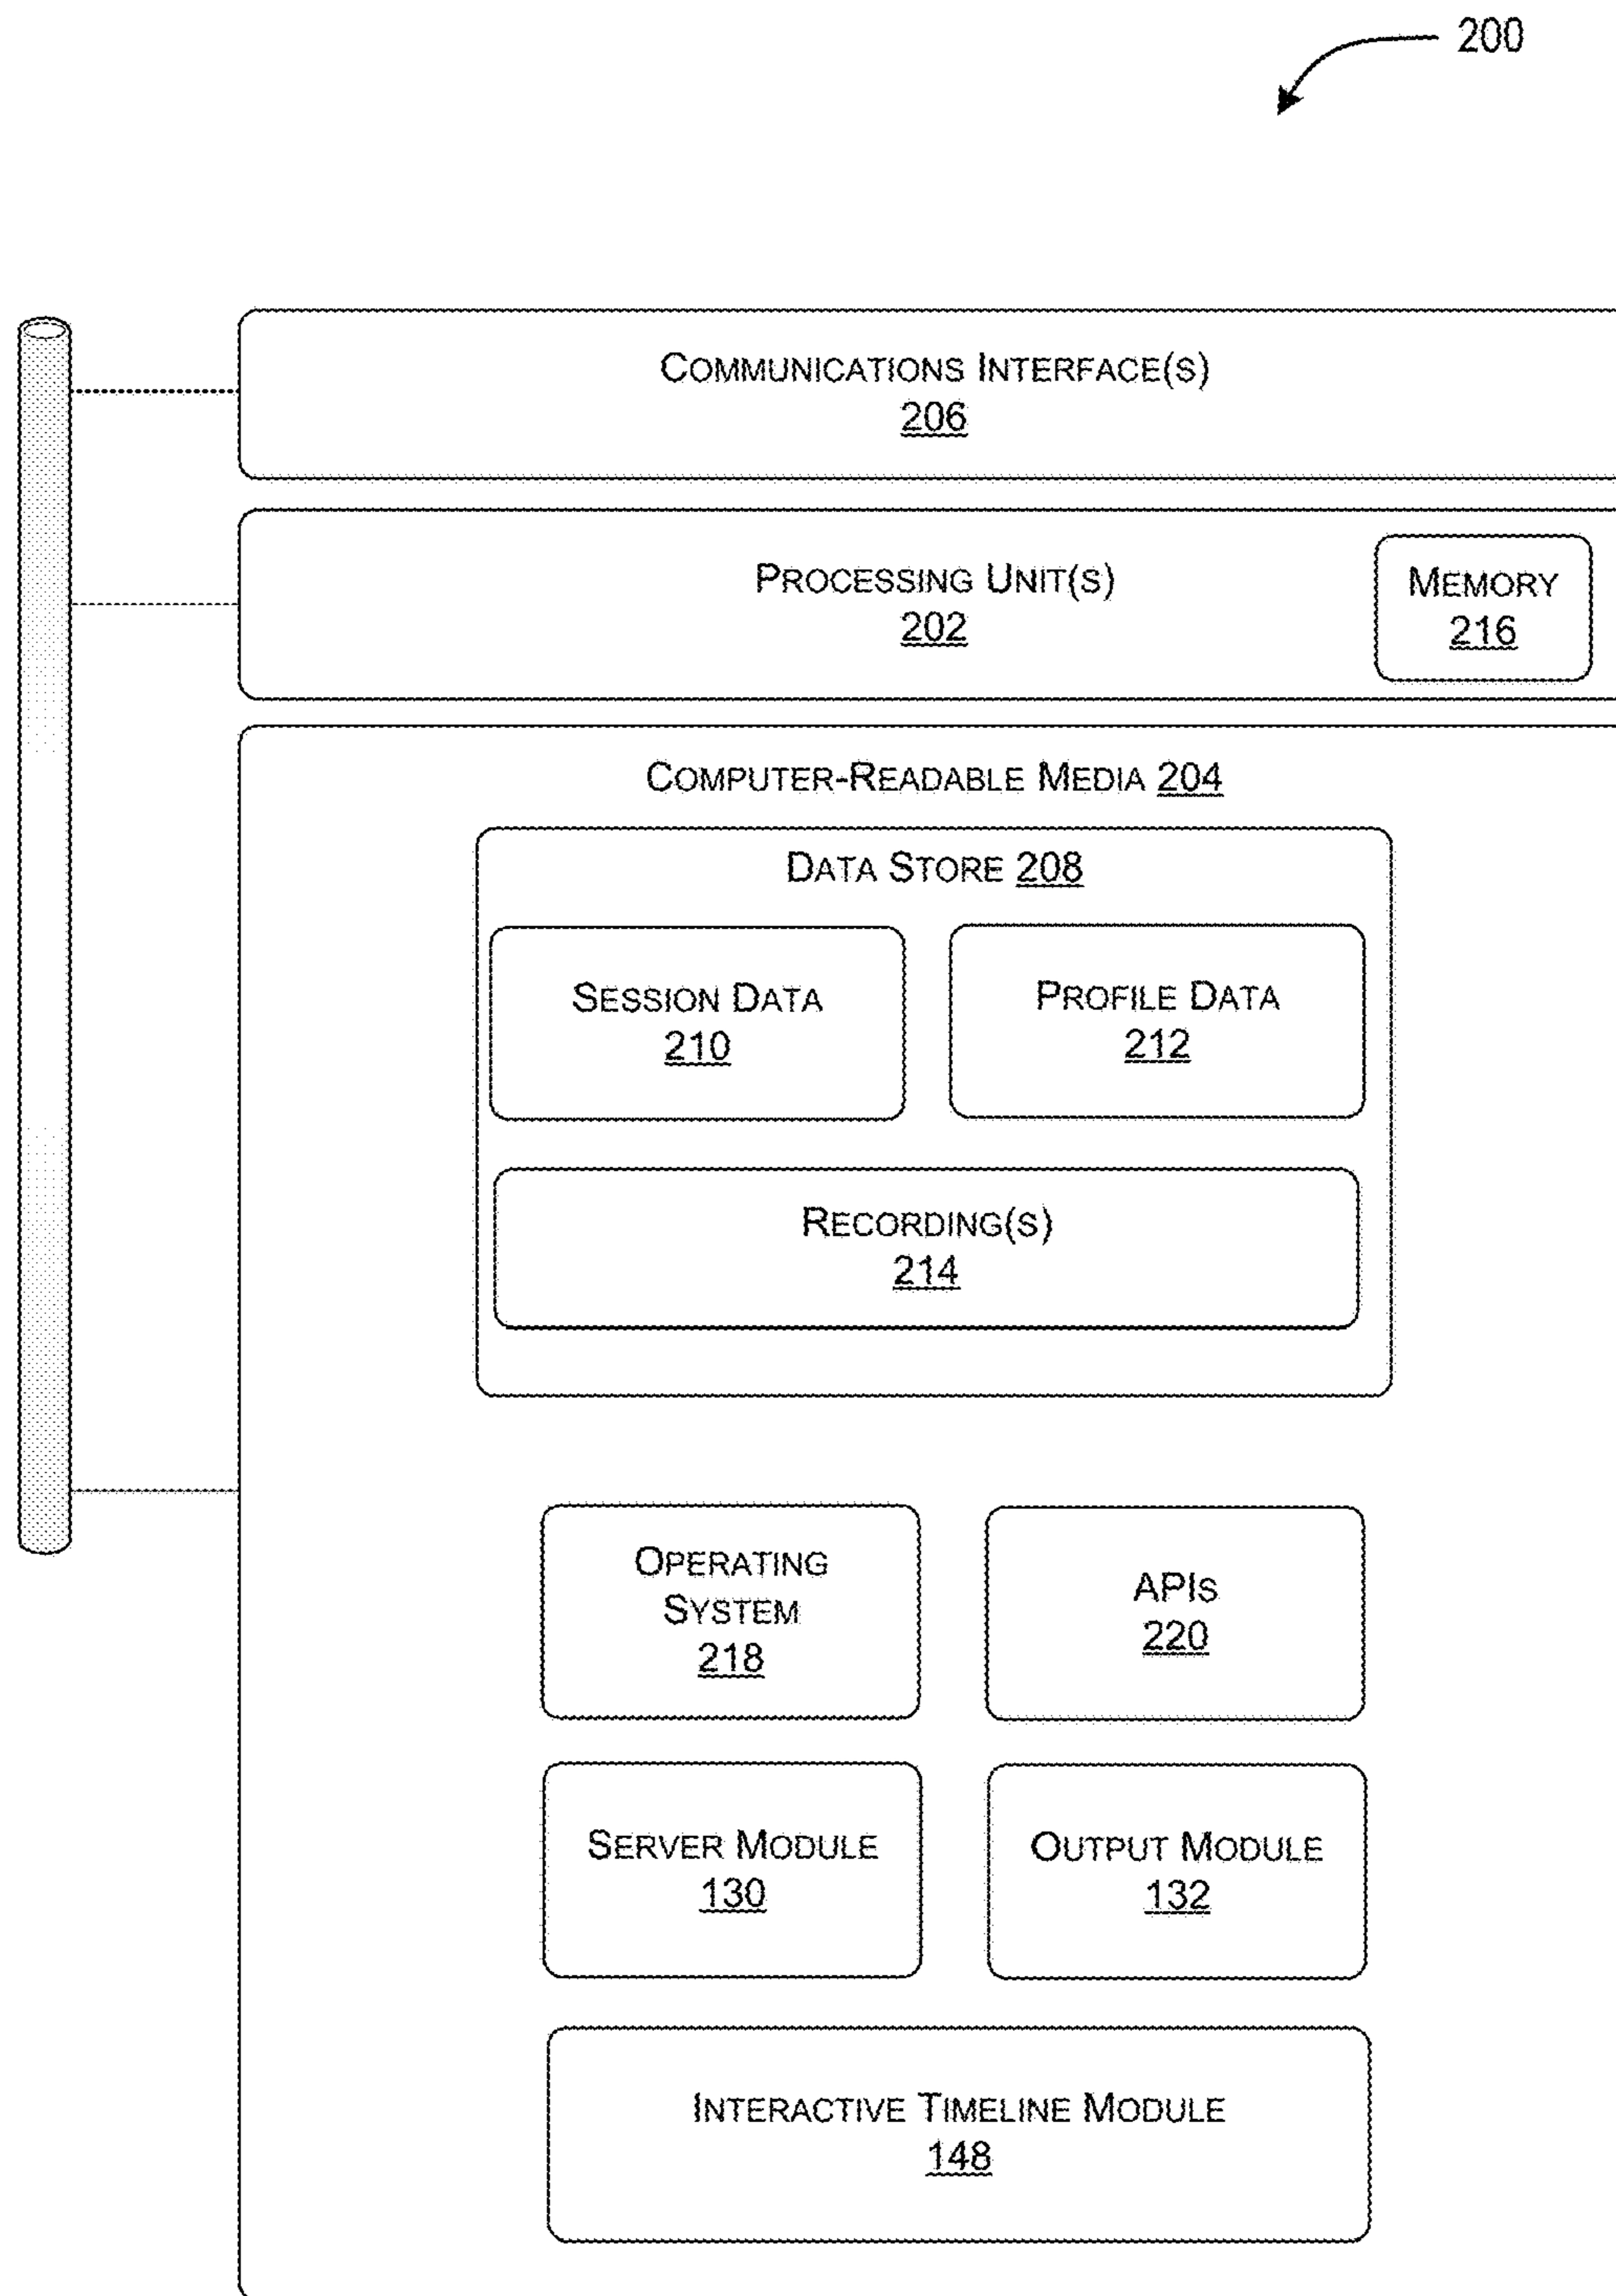 200
COMMUNICATIONS INTERFACE(S)
206
PROCESSING UNIT(S)
202
MEMORY
216
COMPUTER-READABLE MEDIA 204
DATA STORE 208
SESSION DATA
210
PROFILE DATA
212
RECORDING(S)
214
OPERATING
SYSTEM
218
APIS
220
SERVER MODULE
130
OUTPUT MODULE
132
INTERACTIVE TIMELINE MODULE
148